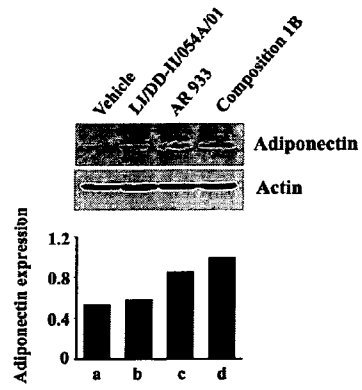 Vehicle
LI/DD-II/054A/01
AR 933
Composition 1B
Adiponectin
Actin
Adiponectin expression
1.2
0.8
0.4
0
a b c d